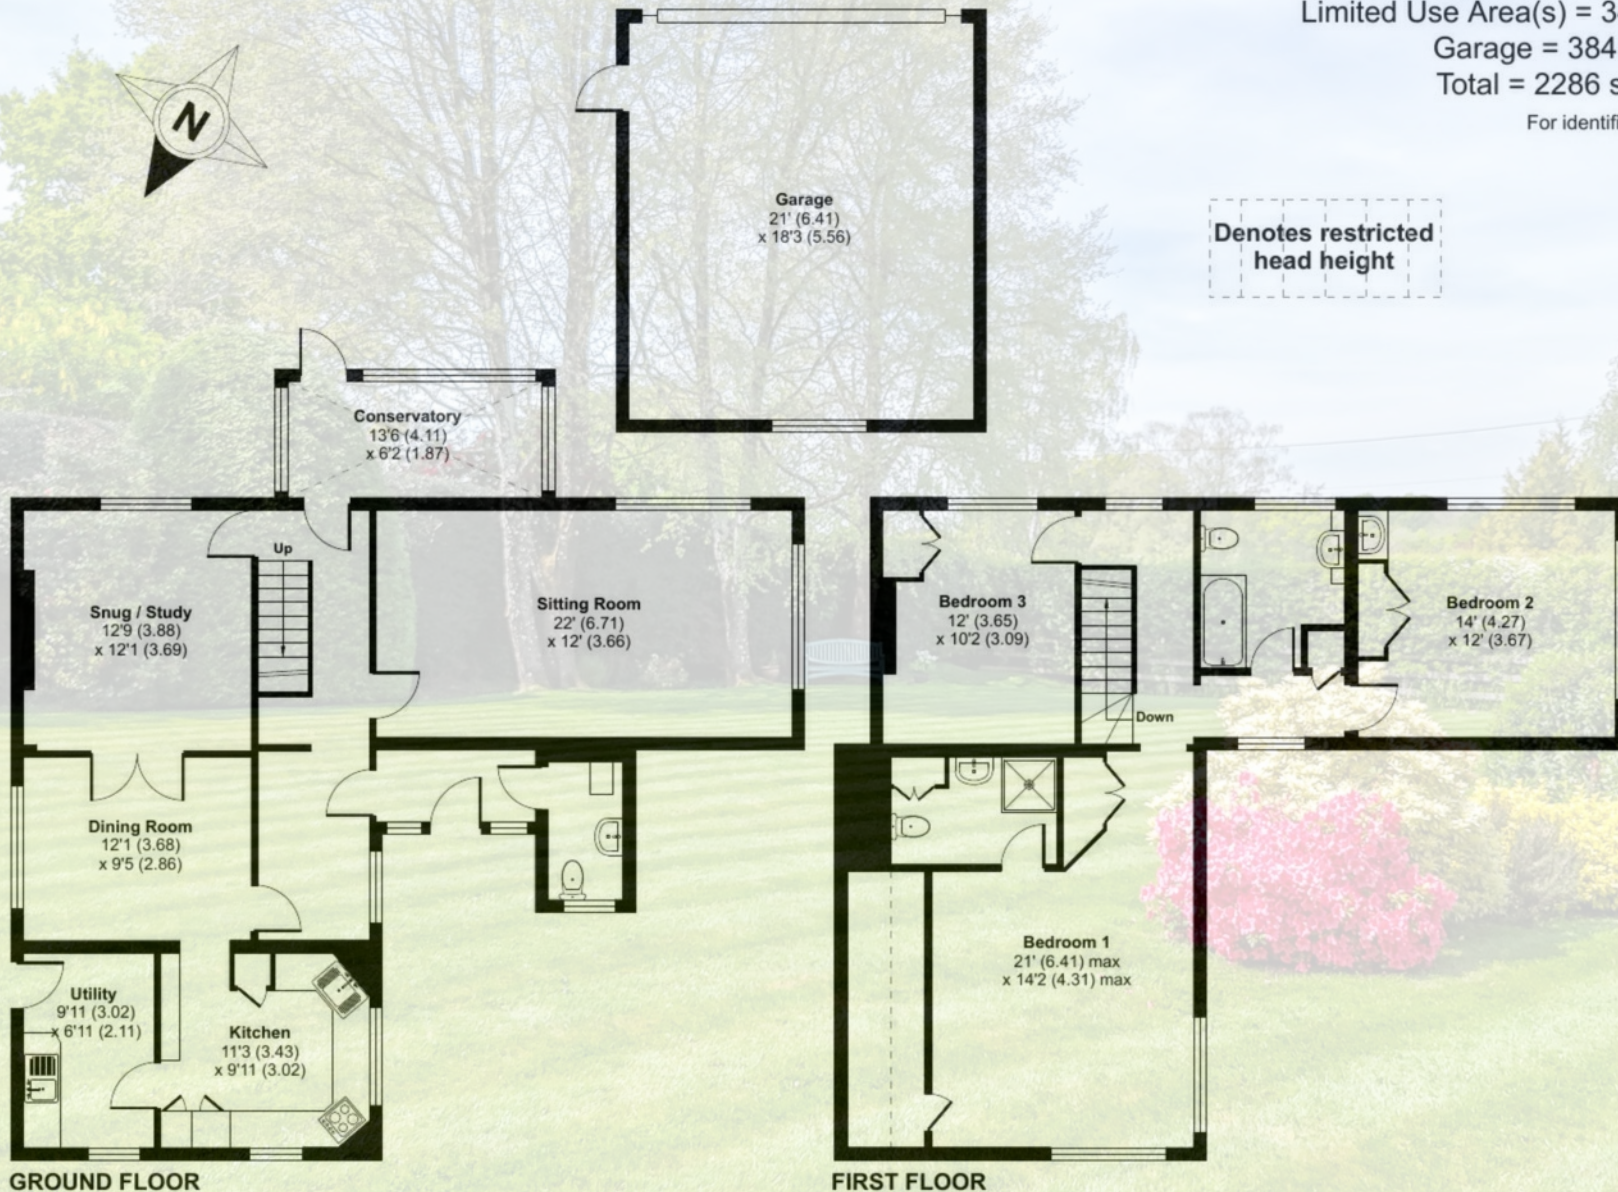 Limited Use Area(s) = 3
Garage = 384
Total = 2286 s
For identifi
N
Garage
21' (6.41)
x 18'3 (5.56)
Denotes restricted
head height
Conservatory
13'6 (4.11)
x 6'2 (1.87)
Up
Snug / Study
12'9 (3.88)
x 12'1 (3.69)
Sitting Room
22' (6.71)
x 12' (3.66)
Bedroom 3
12' (3.65)
x 10'2 (3.09)
Bedroom 2
14' (4.27)
x 12' (3.67)
Down
Dining Room
12'1 (3.68)
x 9'5 (2.86)
Bedroom 1
21' (6.41) max
x 14'2 (4.31) max
Utility
9'11 (3.02)
x 6'11 (2.11)
Kitchen
11'3 (3.43)
x 9'11 (3.02)
GROUND FLOOR
FIRST FLOOR